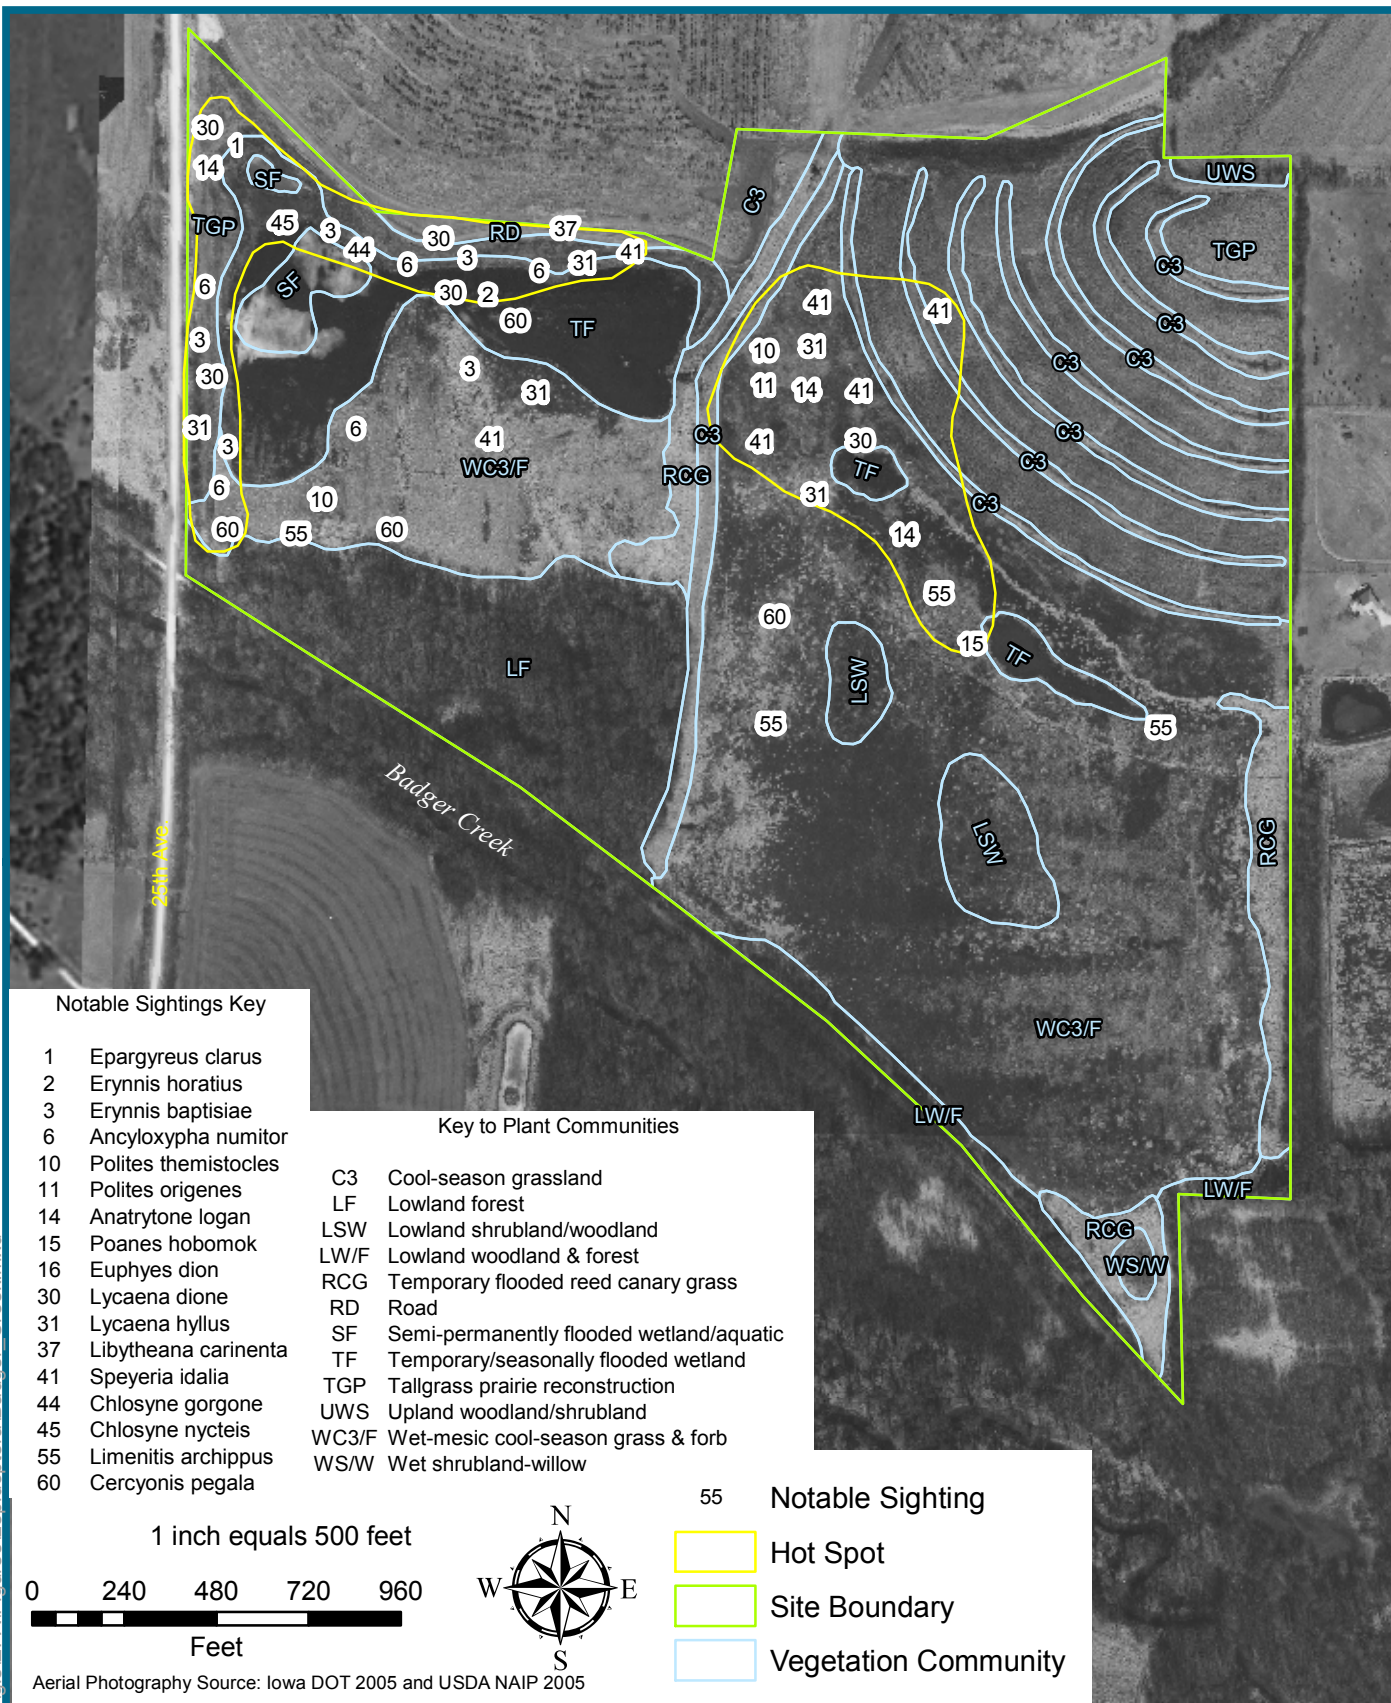 30
1
14
SF
C3
UWS
TGP
45
3
44
30
RD
37
41
TGP
6
3
6
31
C3
6
SF
30
2
41
41
60
TF
C3
3
10
31
C3
C3
30
3
31
11
14
41
31
6
41
41
30
C3
C3
3
WC3/F
RCG
TF
C3
6
10
31
C3
60
55
60
14
55
60
15
TF
LF
LSW
55
55
Badger Creek
25th Ave.
LSW
RCG
WC3/F
LW/F
LW/F
RCG
WS/W
Notable Sightings Key
1 Epargyreus clarus
2 Erynnis horatius
3 Erynnis baptisiae
6 Ancyloxypha numitor
10 Polites themistocles
11 Polites origenes
14 Anatrytone logan
15 Poanes hobomok
16 Euphyes dion
30 Lycaena dione
31 Lycaena hyllus
37 Libytheana carinenta
41 Speyeria idalia
44 Chlosyne gorgone
45 Chlosyne nycteis
55 Limenitis archippus
60 Cercyonis pegala
Key to Plant Communities
C3 Cool-season grassland
LF Lowland forest
LSW Lowland shrubland/woodland
LW/F Lowland woodland & forest
RCG Temporary flooded reed canary grass
RD Road
SF Semi-permanently flooded wetland/aquatic
TF Temporary/seasonally flooded wetland
TGP Tallgrass prairie reconstruction
UWS Upland woodland/shrubland
WC3/F Wet-mesic cool-season grass & forb
WS/W Wet shrubland-willow
1 inch equals 500 feet
0 240 480 720 960
Feet
N
W E
S
55 Notable Sighting
Hot Spot
Site Boundary
Vegetation Community
Aerial Photography Source: Iowa DOT 2005 and USDA NAIP 2005